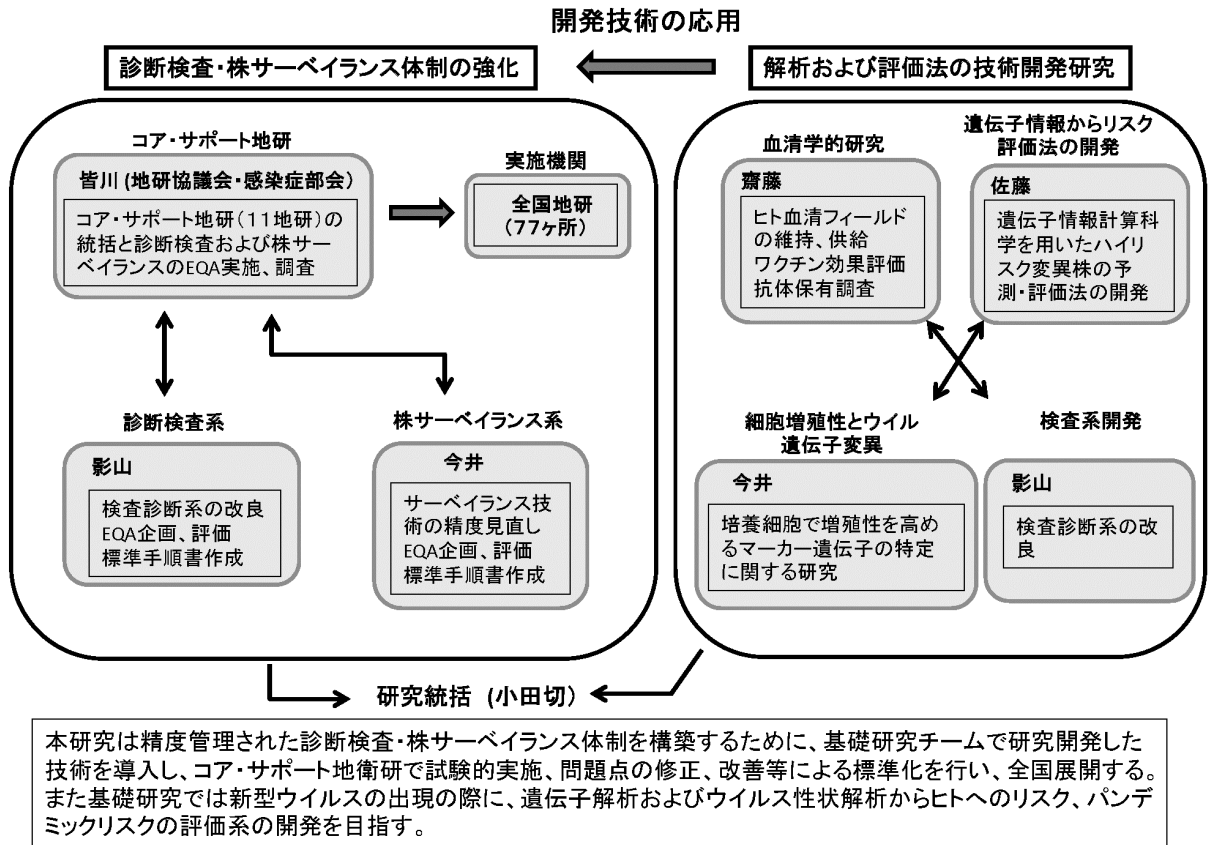 開発技術の応用
診断検査・株サーベイランス体制の強化
コア・サポート地研
皆川 (地研協議会・感染症部会)
コア・サポート地研(11地研)の
統括と診断検査および株サー
ベイランスのEQA実施、調査
実施機関
全国地研
(77ヶ所)
診断検査系
影山
検査診断系の改良
EQA企画、評価
標準手順書作成
株サーベイランス系
今井
サーベイランス技
術の精度見直し
EQA企画、評価
標準手順書作成
解析および評価法の技術開発研究
血清学的研究
齋藤
ヒト血清フィールド
の維持、供給
ワクチン効果評価
抗体保有調査
遺伝子情報からリスク
評価法の開発
佐藤
遺伝子情報計算科
学を用いたハイリ
スク変異株の予
測・評価法の開発
細胞増殖性とウイル
遺伝子変異
今井
培養細胞で増殖性を高め
るマーカー遺伝子の特定
に関する研究
検査系開発
影山
検査診断系の改
良
研究統括 (小田切)
本研究は精度管理された診断検査・株サーベイランス体制を構築するために、基礎研究チームで研究開発した
技術を導入し、コア・サポート地衛研で試験的実施、問題点の修正、改善等による標準化を行い、全国展開する。
また基礎研究では新型ウイルスの出現の際に、遺伝子解析およびウイルス性状解析からヒトへのリスク、パンデ
ミックリスクの評価系の開発を目指す。